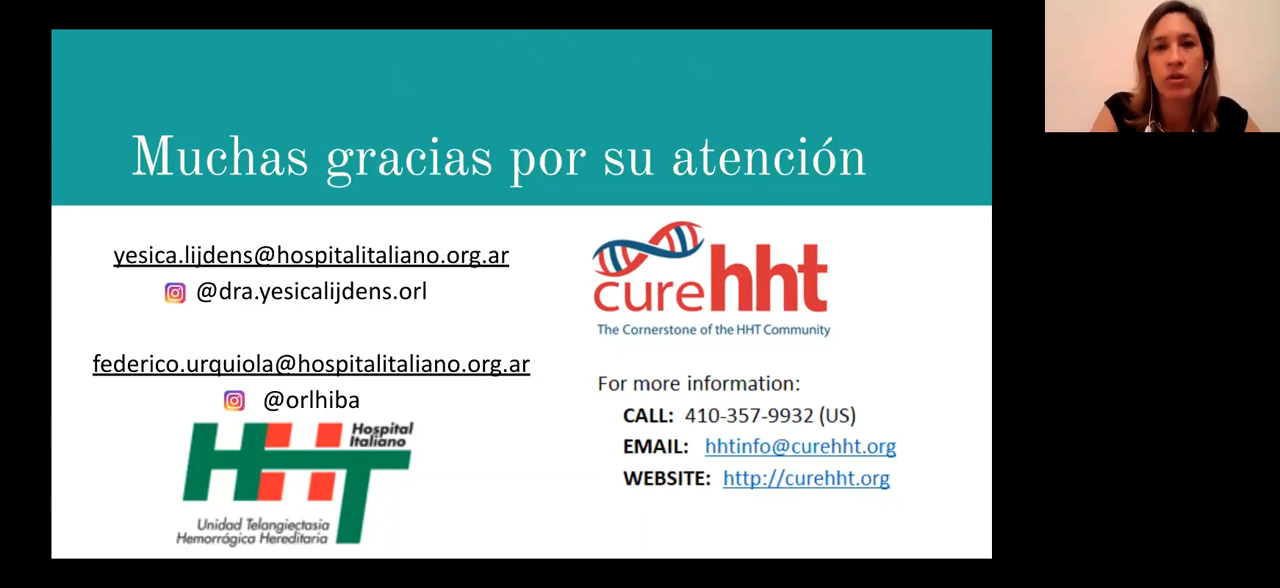 Muchas gracias por su atención
yesica.lijdens@hospitalitaliano.org.ar
@dra.yesicalijdens.orl
federico.urquiola@hospitalitaliano.org.ar
@orlhiba
HHT
Hospital
Italiano
Unidad Telangiectasia
Hemorrágica Hereditaria
curehht
The Cornerstone of the HHT Community
For more information:
CALL: 410-357-9932 (US)
EMAIL: hhtinfo@curehht.org
WEBSITE: http://curehht.org